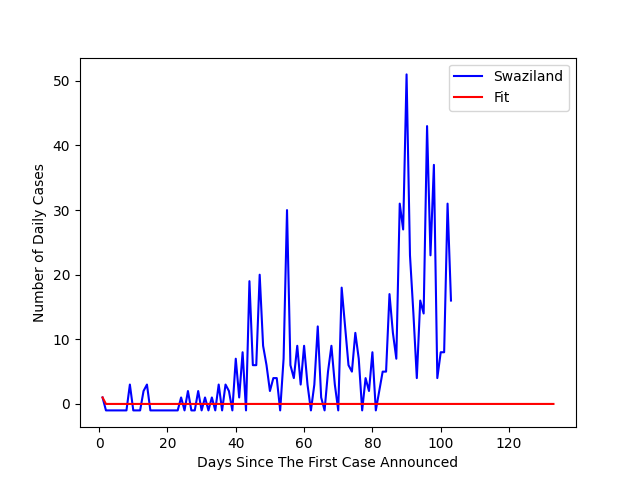 Swaziland
Fit
Number of Daily Cases
50
40
30
20
10
0
0 20 40 60 80 100 120
Days Since The First Case Announced